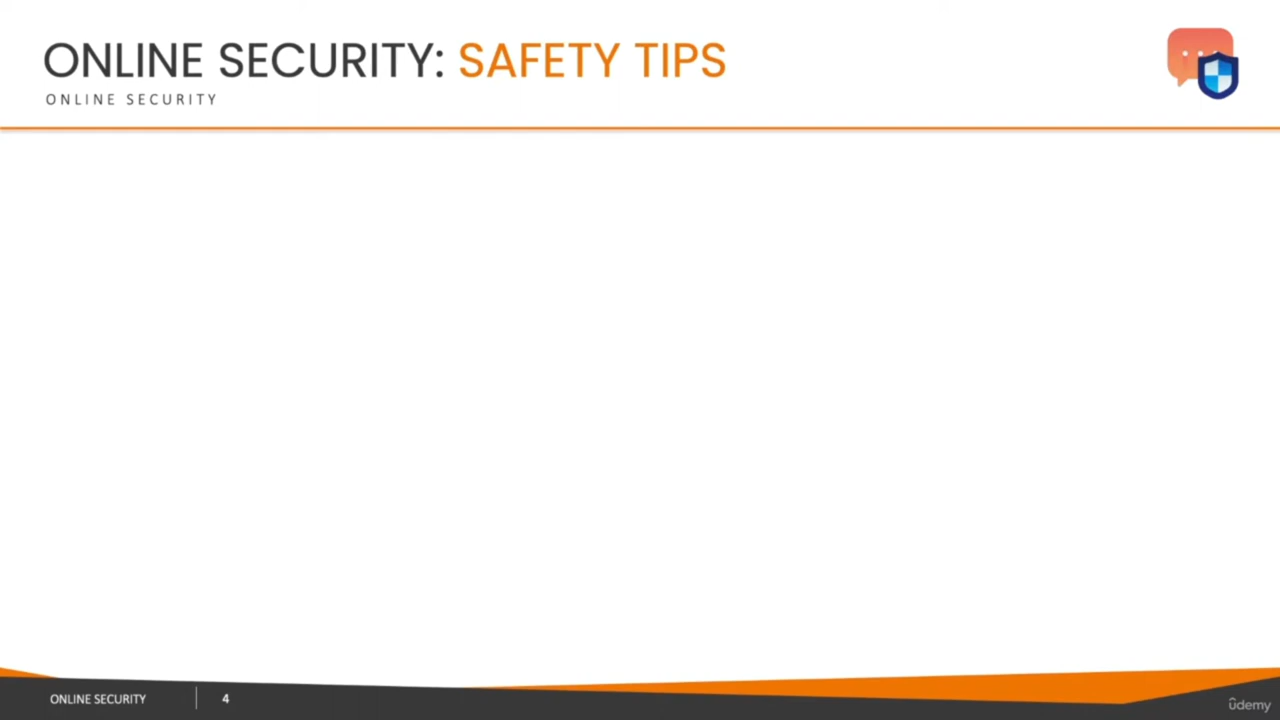 ONLINE SECURITY: SAFETY TIPS
ONLINE SECURITY
ONLINE SECURITY
4
ûdemy